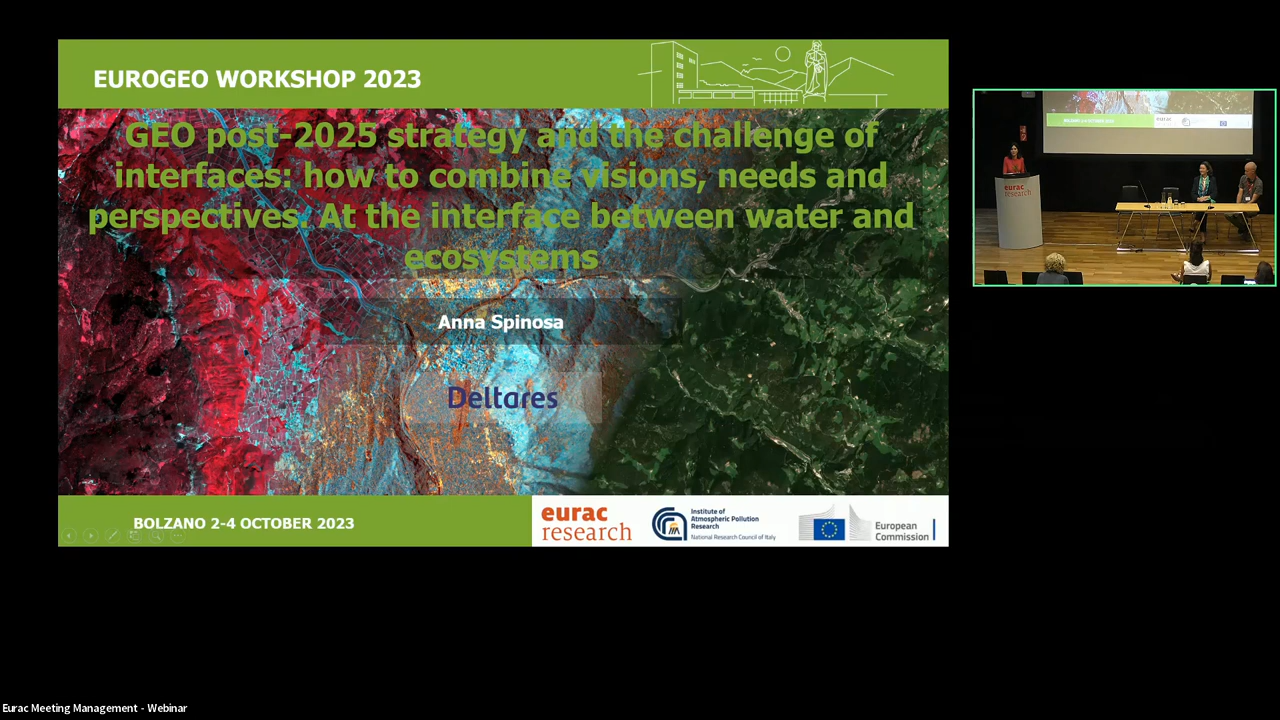 EUROGEO WORKSHOP 2023
GEO post-2025 strategy and the challenge of
interfaces: how to combine visions, needs and
perspectives. At the interface between water and
ecosystems
Anna Spinosa
Deltares
BOLZANO 2-4 OCTOBER 2023
eurac
research
Institute of
Atmospheric Pollution
Research
National Research Council of Italy
European
Commission
eurac
research
Eurac Meeting Management - Webinar